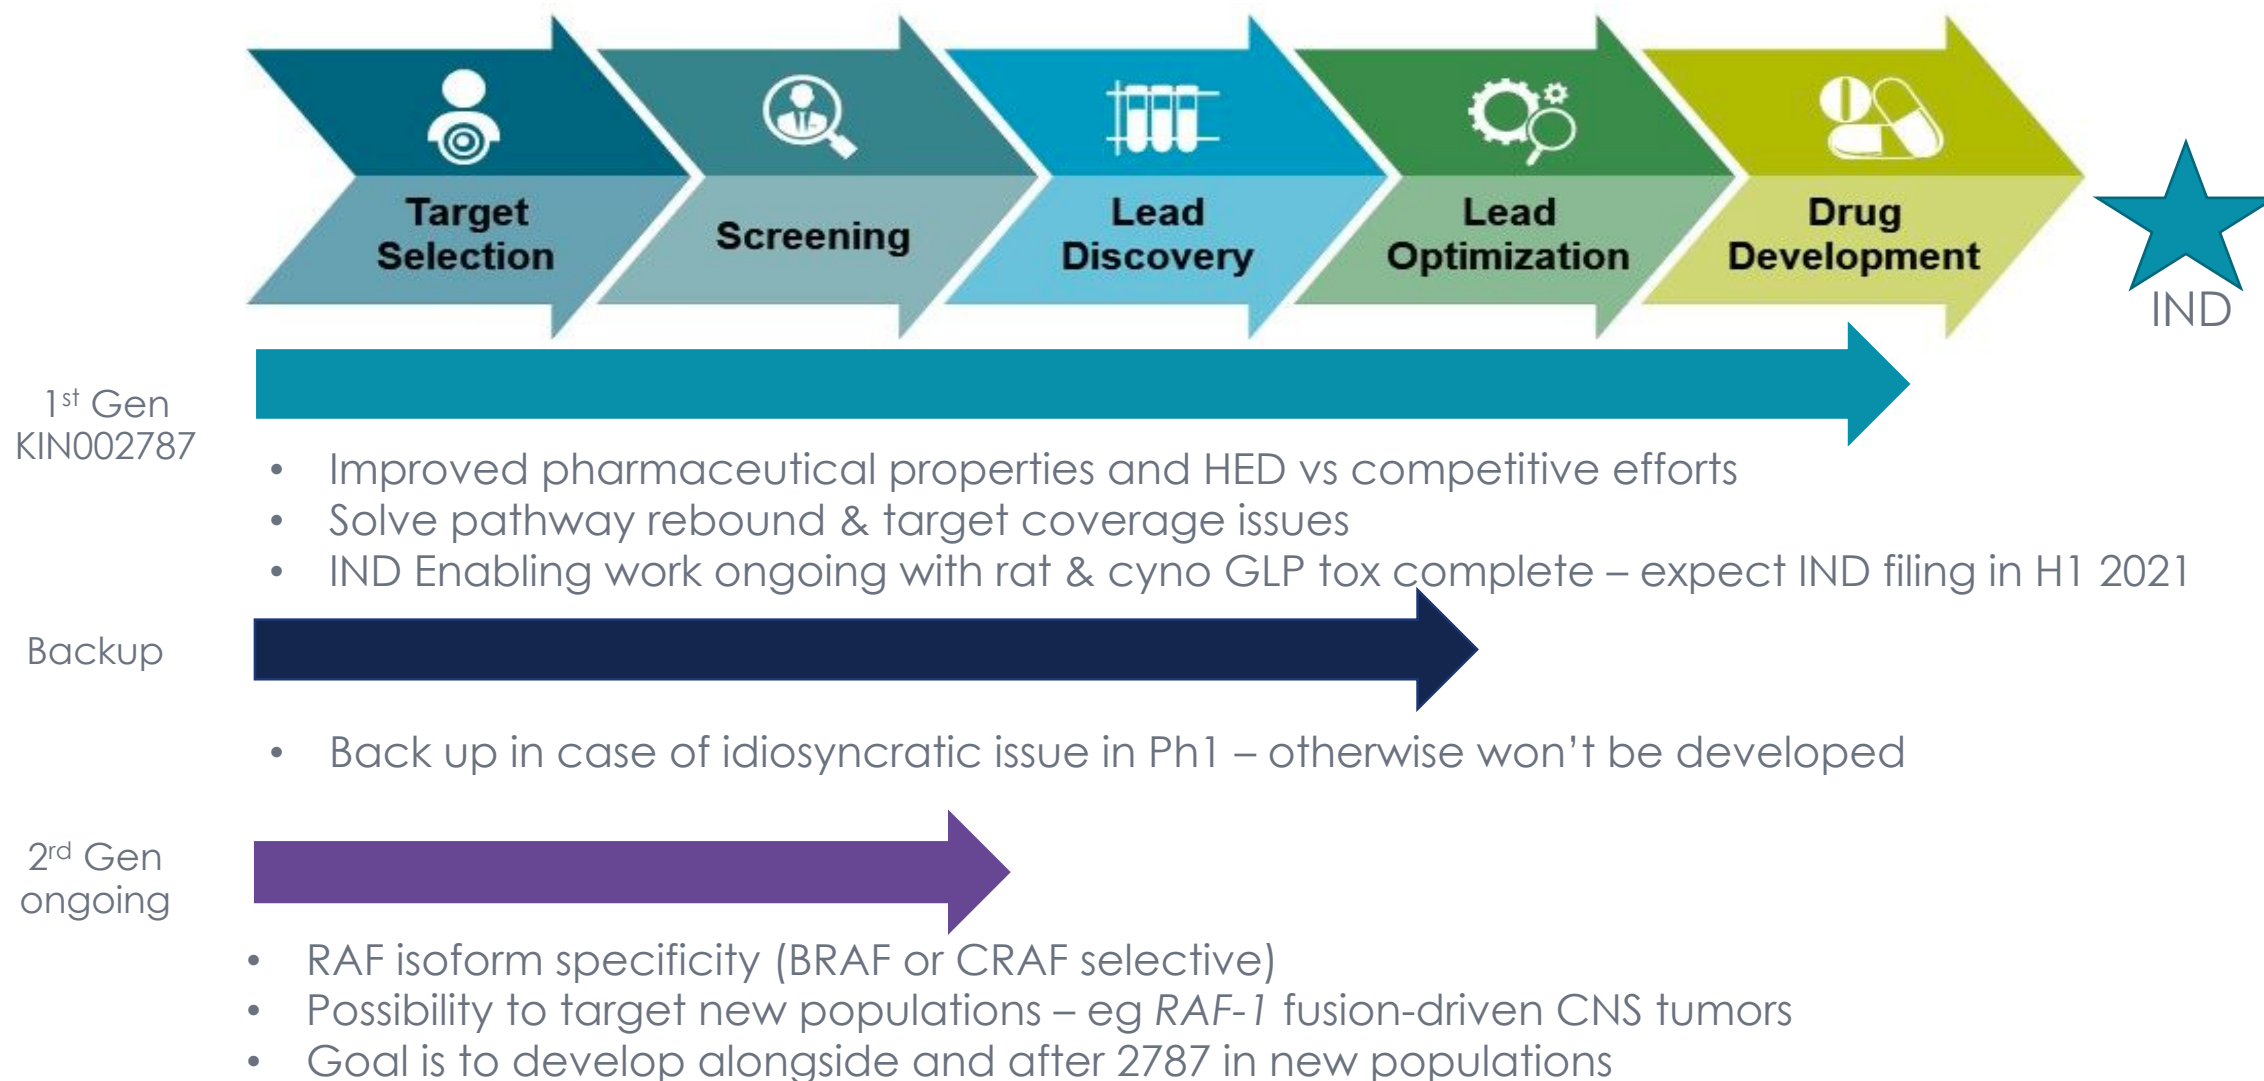 Target
Selection
Screening
Lead
Discovery
Lead
Optimization
Drug
Development
IND
1st Gen
KIN002787
• Improved pharmaceutical properties and HED vs competitive efforts
• Solve pathway rebound & target coverage issues
• IND Enabling work ongoing with rat & cyno GLP tox complete – expect IND filing in H1 2021
Backup
• Back up in case of idiosyncratic issue in Ph1 – otherwise won’t be developed
2rd Gen
ongoing
• RAF isoform specificity (BRAF or CRAF selective)
• Possibility to target new populations – eg RAF-1 fusion-driven CNS tumors
• Goal is to develop alongside and after 2787 in new populations